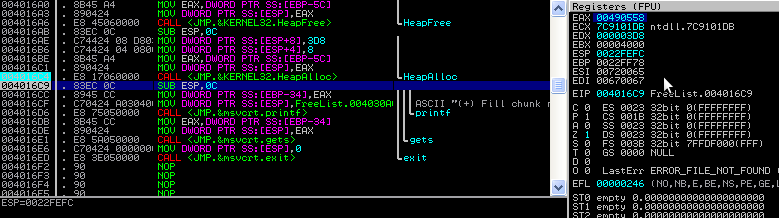 004016A0 . 8B45 A4 MOV EAX,DWORD PTR SS:[EBP-5C]
004016A3 . 890424 MOV DWORD PTR SS:[ESP],EAX
004016A6 . E8 45060000 CALL <JMP.&KERNEL32.HeapFree> HeapFree
004016AB . 83EC 0C SUB ESP,0C
004016AE . C74424 08 D80 MOV DWORD PTR SS:[ESP+8],3D8
004016B6 . C74424 04 080 MOV DWORD PTR SS:[ESP+4],8
004016BE . 8B45 A4 MOV EAX,DWORD PTR SS:[EBP-5C]
004016C1 . 890424 MOV DWORD PTR SS:[ESP],EAX
. E8 17060000 CALL <JMP.&KERNEL32.HeapAlloc> HeapAlloc
004016C9 . 83EC 0C SUB ESP,0C
004016CC . 8945 CC MOV DWORD PTR SS:[EBP-34],EAX
004016CF . C70424 A03040 MOV DWORD PTR SS:[ESP],FreeList.004030A0 ASCII "(+) Fill chunk
004016D6 . E8 75050000 CALL <JMP.&msvcrt.printf> printf
004016DB . 8B45 CC MOV EAX,DWORD PTR SS:[EBP-34]
004016DE . 890424 MOV DWORD PTR SS:[ESP],EAX
004016E1 . E8 5A050000 CALL <JMP.&msvcrt.gets> gets
004016E6 . C70424 000000 MOV DWORD PTR SS:[ESP],0
004016ED . E8 3E050000 CALL <JMP.&msvcrt.exit> exit
004016F2 . 90 NOP
004016F3 . 90 NOP
004016F4 . 90 NOP
004016F5 . 90 NOP
ESP=0022FEFC
Registers (FPU)
EAX 00490558
ECX 7C9101DB ntdll.7C9101DB
EDX 000003D8
EBX 00004000
ESP 0022FEFC
EBP 0022FF78
ESI 00720065
EDI 00670067
EIP 004016C9 FreeList.004016C9
C 0 ES 0023 32bit 0(FFFFFFFF)
P 1 CS 001B 32bit 0(FFFFFFFF)
A 0 SS 0023 32bit 0(FFFFFFFF)
Z 1 DS 0023 32bit 0(FFFFFFFF)
S 0 FS 003B 32bit 7FFDF000(FFF)
T 0 GS 0000 NULL
D 0
O 0 LastErr ERROR_FILE_NOT_FOUND
EFL 00000246 (NO,NB,E,BE,NS,PE,GE,
ST0 empty 0.0000000000000000
ST1 empty 0.0000000000000000